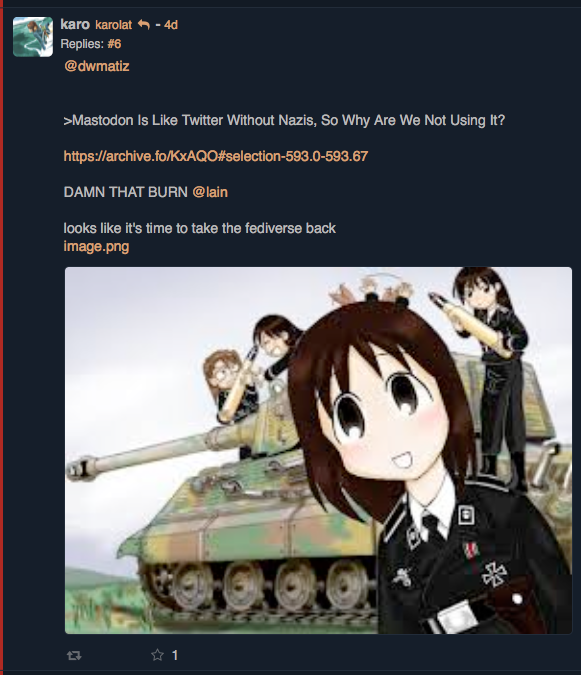 karo karolat - 4d
Replies: #6
@dwmatiz
>Mastodon Is Like Twitter Without Nazis, So Why Are We Not Using It?
https://archive.fo/KxAQO#selection-593.0-593.67
DAMN THAT BURN @lain
looks like it's time to take the fediverse back
image.png
1